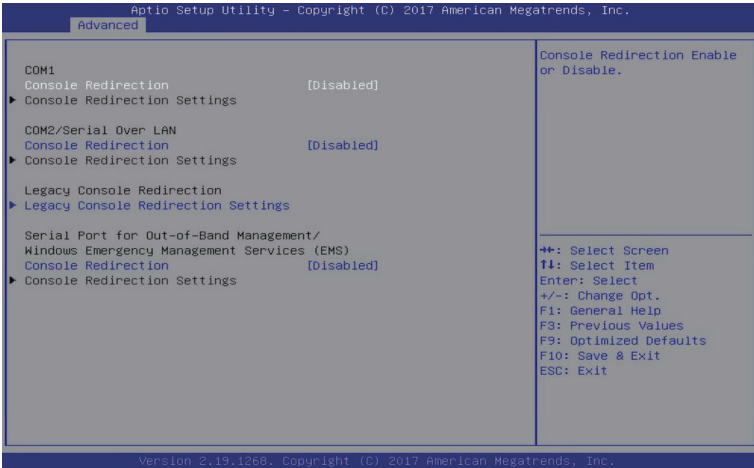 Aptio Setup Utility – Copyright (C) 2017 American Megatrends, Inc.
Advanced
COM1
Console Redirection [Disabled]
▶ Console Redirection Settings
COM2/Serial Over LAN
Console Redirection [Disabled]
▶ Console Redirection Settings
Legacy Console Redirection
▶ Legacy Console Redirection Settings
Serial Port for Out-of-Band Management/
Windows Emergency Management Services (EMS)
Console Redirection [Disabled]
▶ Console Redirection Settings
Console Redirection Enable
or Disable.
→←: Select Screen
↑↓: Select Item
Enter: Select
+/-: Change Opt.
F1: General Help
F3: Previous Values
F9: Optimized Defaults
F10: Save & Exit
ESC: Exit
Version 2.19.1268. Copyright (C) 2017 American Megatrends, Inc.